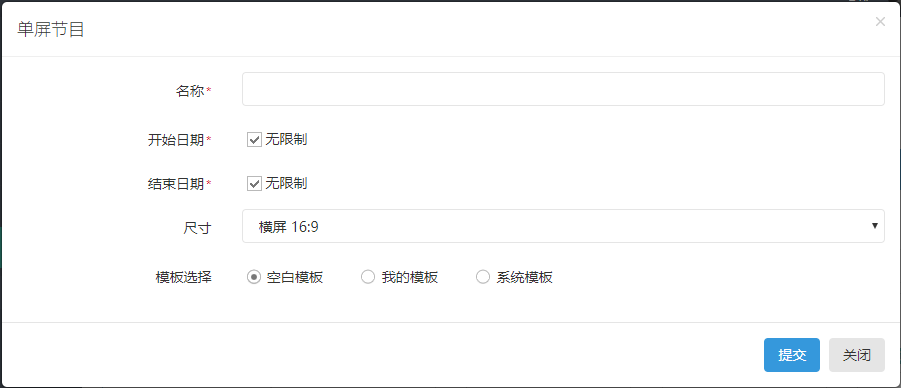 单屏节目
×
名称*
开始日期* 无限制
结束日期* 无限制
尺寸 横屏 16:9
模板选择 空白模板 我的模板 系统模板
提交 关闭